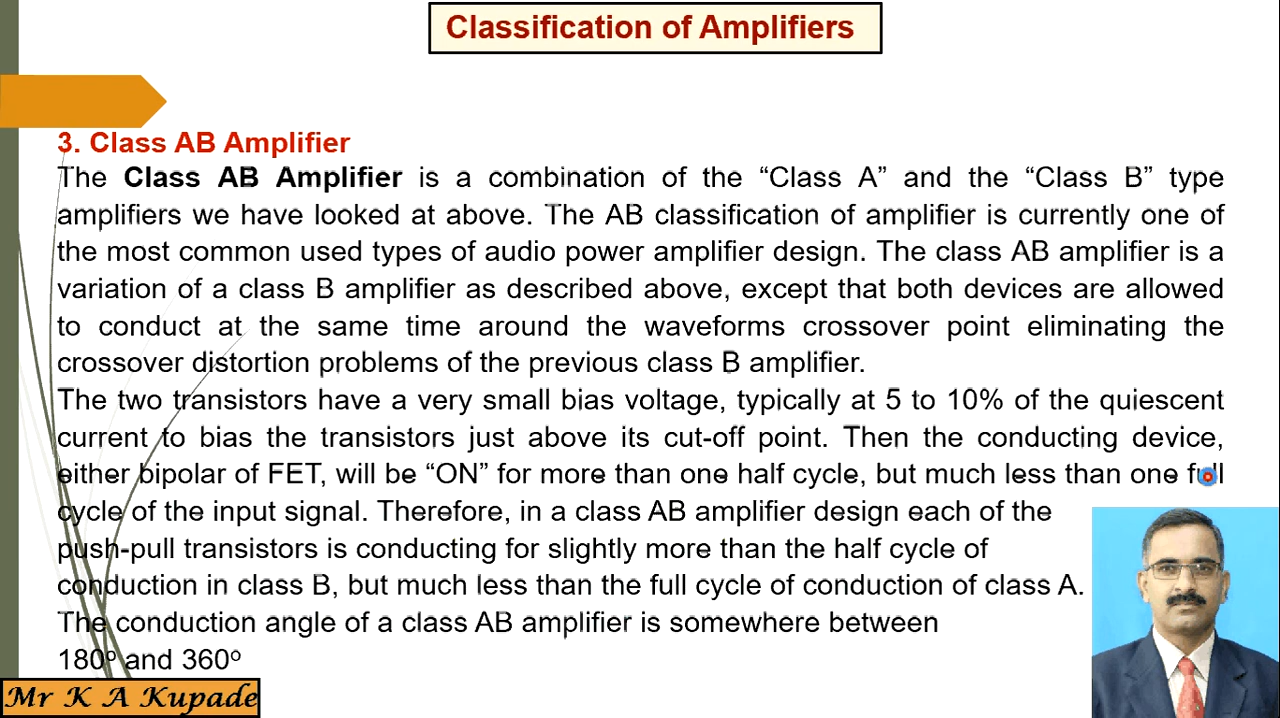 Classification of Amplifiers
3. Class AB Amplifier
The Class AB Amplifier is a combination of the “Class A” and the “Class B” type
amplifiers we have looked at above. The AB classification of amplifier is currently one of
the most common used types of audio power amplifier design. The class AB amplifier is a
variation of a class B amplifier as described above, except that both devices are allowed
to conduct at the same time around the waveforms crossover point eliminating the
crossover distortion problems of the previous class B amplifier.
The two transistors have a very small bias voltage, typically at 5 to 10% of the quiescent
current to bias the transistors just above its cut-off point. Then the conducting device,
either bipolar of FET, will be “ON” for more than one half cycle, but much less than one full
cycle of the input signal. Therefore, in a class AB amplifier design each of the
push-pull transistors is conducting for slightly more than the half cycle of
conduction in class B, but much less than the full cycle of conduction of class A.
The conduction angle of a class AB amplifier is somewhere between
180º and 360º
Mr K A Kupade